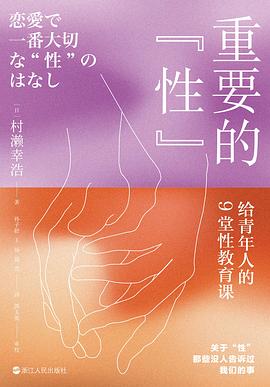 恋愛で
一番大切
な“性”の
はなし
重要的
『性』
〔日〕
村瀬幸浩
著
给青年人的
9堂性教育课
关于“性”
那些没人告诉过
我们的事
浙江人民出版社